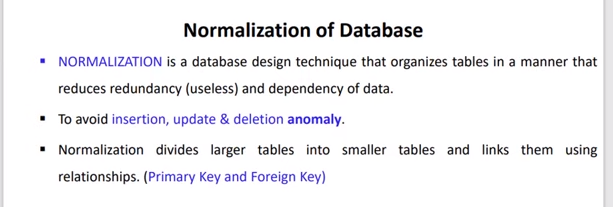 Normalization of Database
▪ NORMALIZATION is a database design technique that organizes tables in a manner that
reduces redundancy (useless) and dependency of data.
▪ To avoid insertion, update & deletion anomaly.
▪ Normalization divides larger tables into smaller tables and links them using
relationships. (Primary Key and Foreign Key)